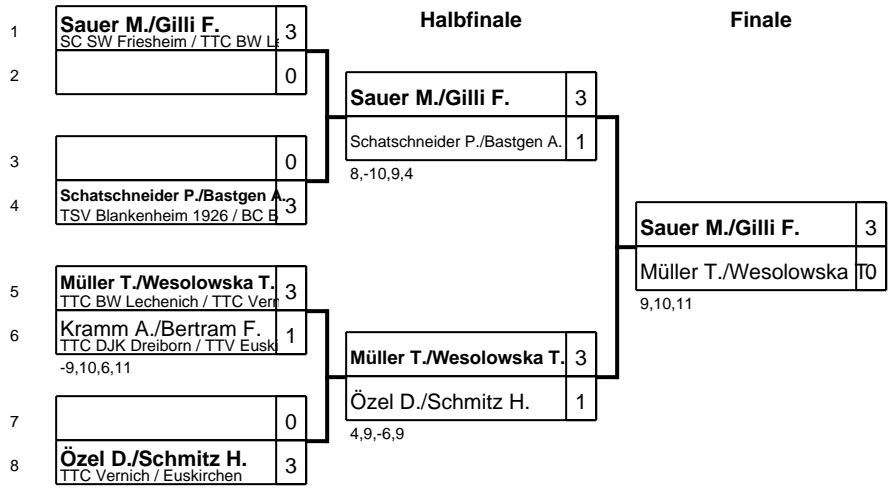 Halbfinale
Finale
1
Sauer M./Gilli F.
3
SC SW Friesheim / TTC BW
2
0
3
0
4
Schatschneider P./Bastgen A.
3
TSV Blankenheim 1926 / BC B
5
Müller T./Wesolowska T.
3
TTC BW Lechenich / TTC Vern
6
Kramm A./Bertram F.
1
TTC DJK Dreiborn / TTV Euski
-9,10,6,11
7
0
8
Özel D./Schmitz H.
3
TTC Vernich / Euskirchen
Sauer M./Gilli F.
3
Schatschneider P./Bastgen A.
1
8,-10,9,4
Müller T./Wesolowska T.
3
Özel D./Schmitz H.
1
4,9,-6,9
Sauer M./Gilli F.
3
Müller T./Wesolowska T.
0
9,10,11